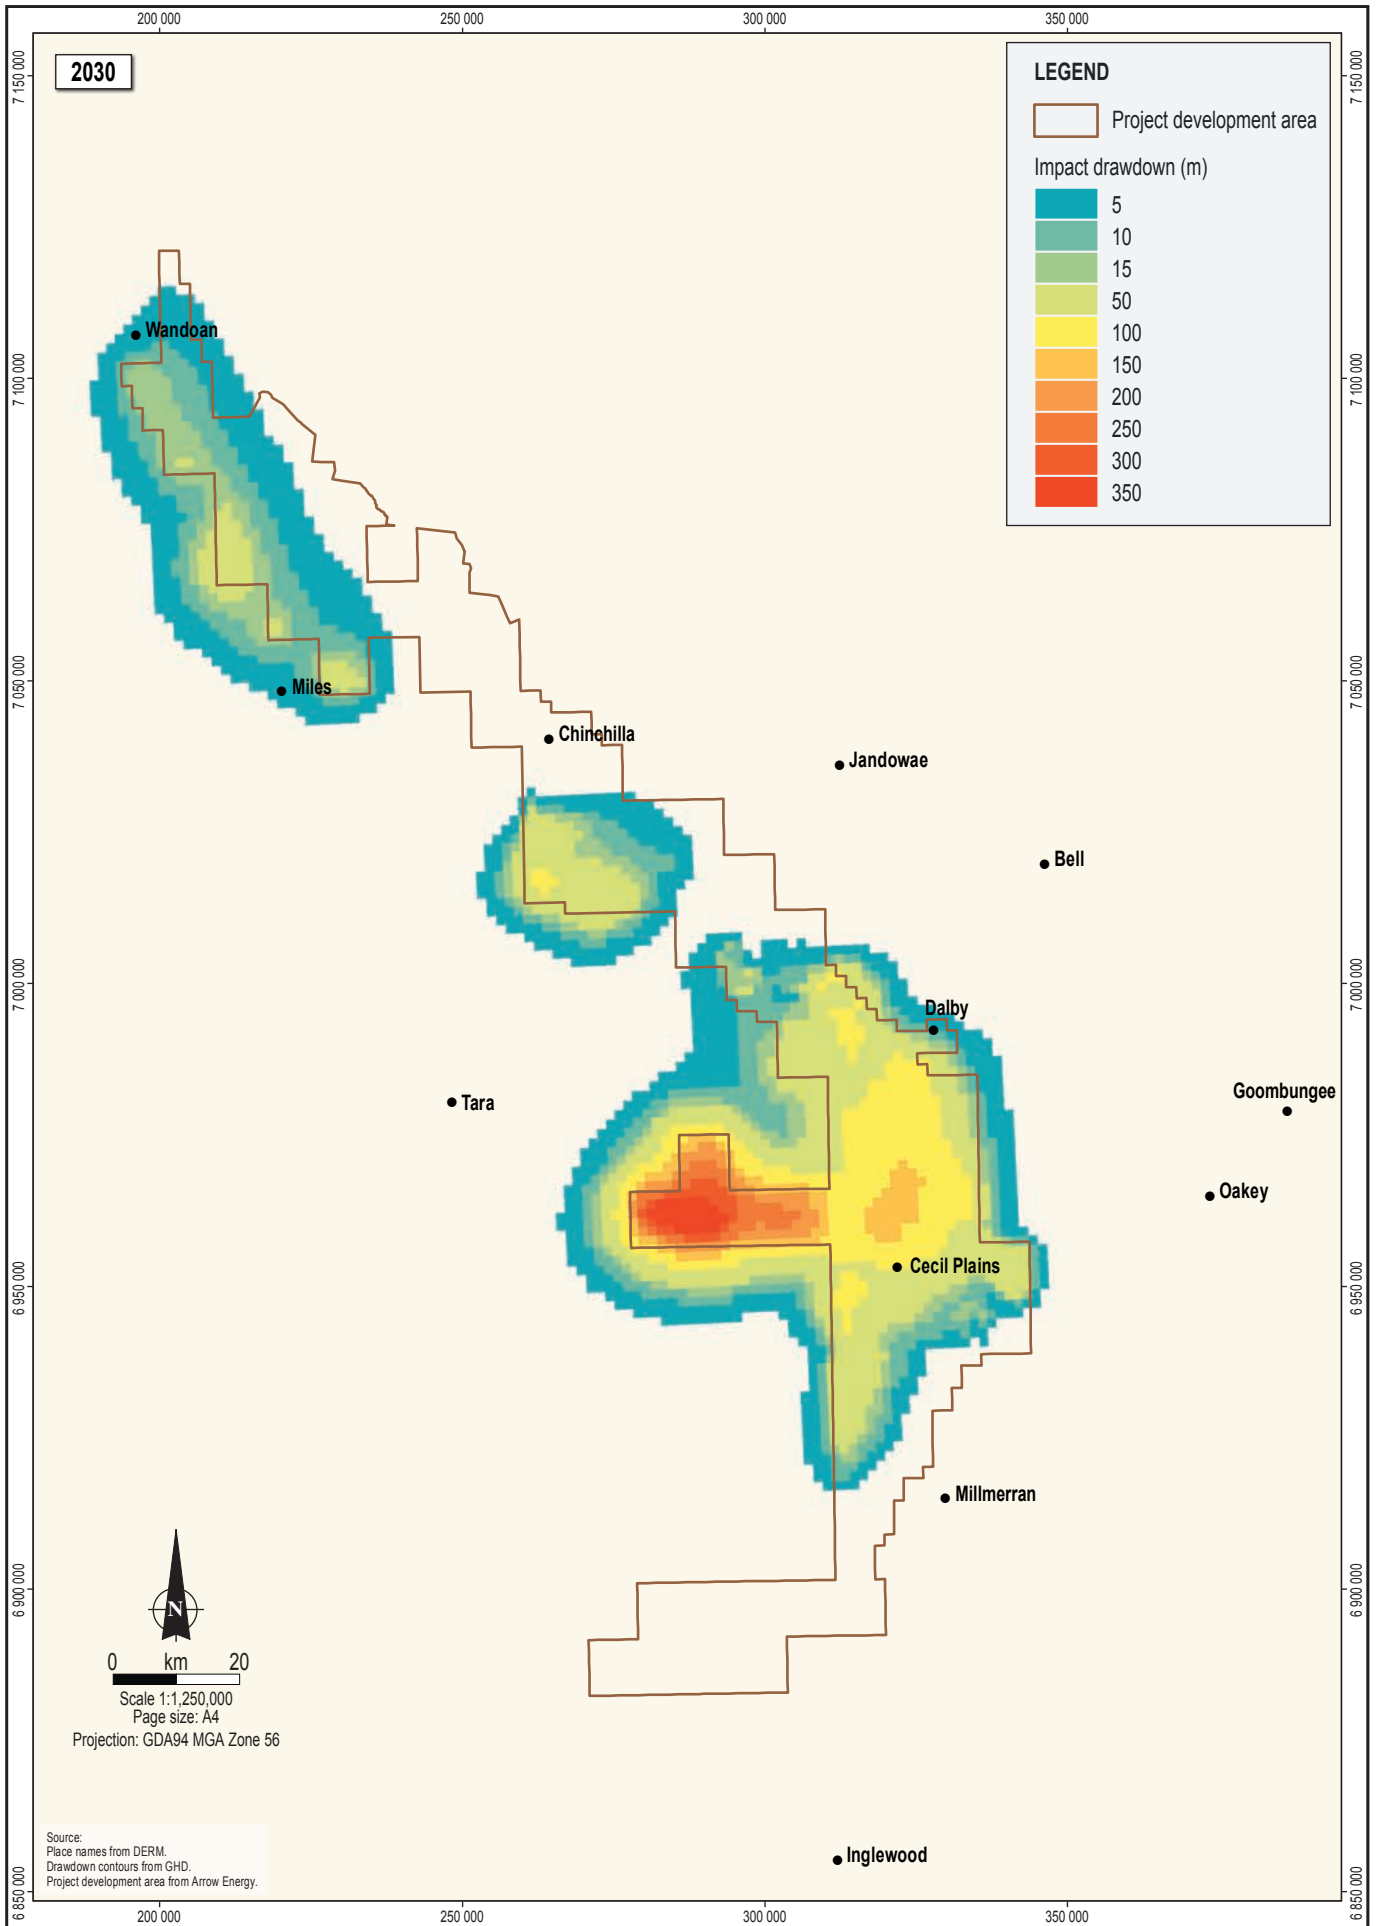 200 000
250 000
300 000
350 000
7 150 000
7 150 000
2030
LEGEND
Project development area
Impact drawdown (m)
5
10
15
50
100
150
200
250
300
350
Wandoan
7 100 000
7 100 000
7 050 000
7 050 000
Miles
Chinchilla
Jandowae
Bell
7 000 000
7 000 000
Dalby
Tara
Goombungee
Oakey
Cecil Plains
6 950 000
6 950 000
Millmerran
6 900 000
6 900 000
N
0 km 20
Scale 1:1,250,000
Page size: A4
Projection: GDA94 MGA Zone 56
Source:
Place names from DERM.
Drawdown contours from GHD.
Project development area from Arrow Energy.
Inglewood
6 850 000
6 850 000
200 000
250 000
300 000
350 000